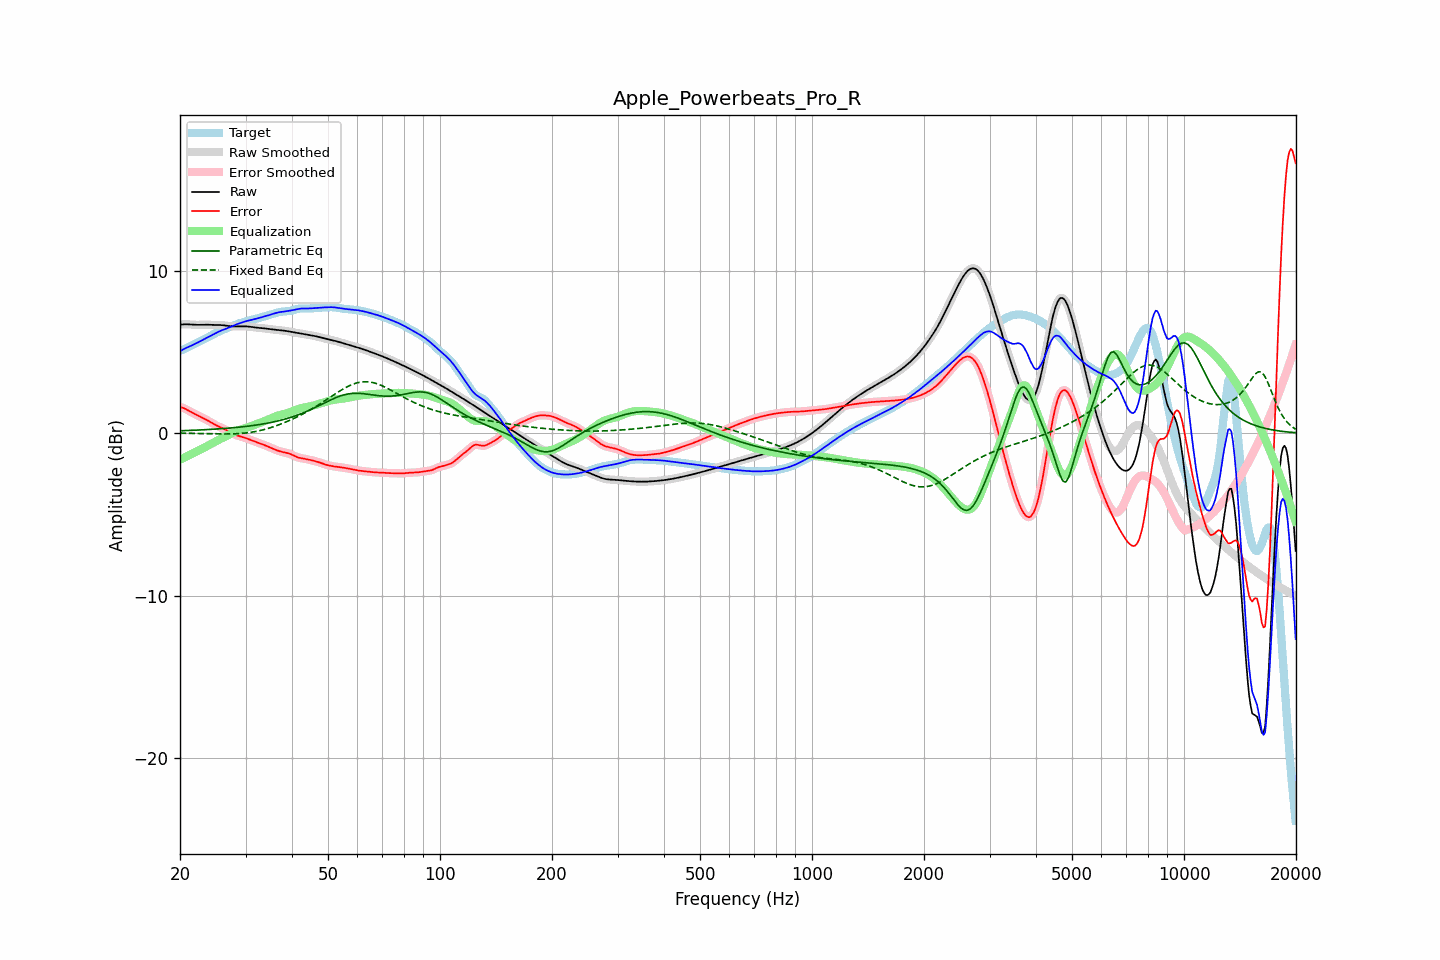 Apple_Powerbeats_Pro_R
Target
Raw Smoothed
Error Smoothed
Raw
Error
Equalization
Parametric Eq
Fixed Band Eq
Equalized
10
0
−10
−20
Amplitude (dBr)
20 50 100 200 500 1000 2000 5000 10000 20000
Frequency (Hz)